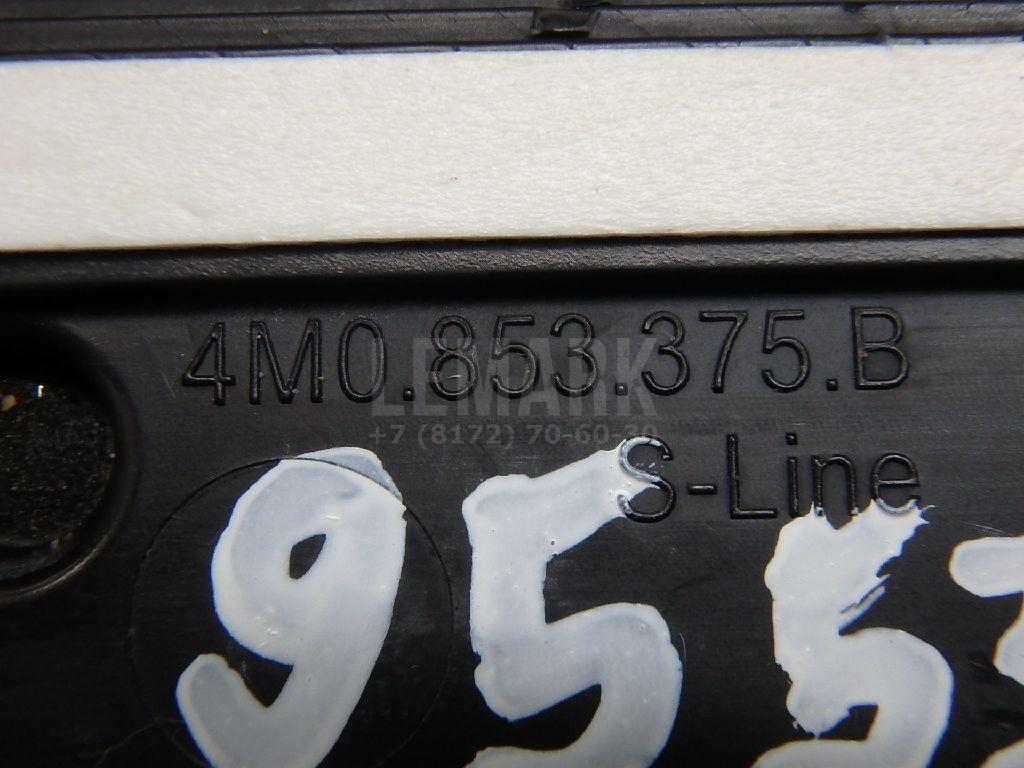 4M0.853.375.B
LEMARK
+7 (8172) 70-60-30
S-Line
955